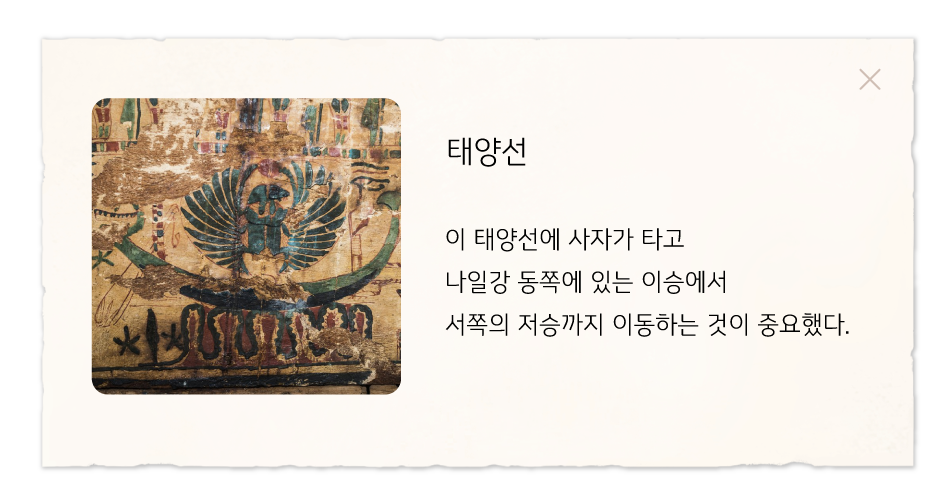 태양선
이 태양선에 사자가 타고
나일강 동쪽에 있는 이승에서
서쪽의 저승까지 이동하는 것이 중요했다.